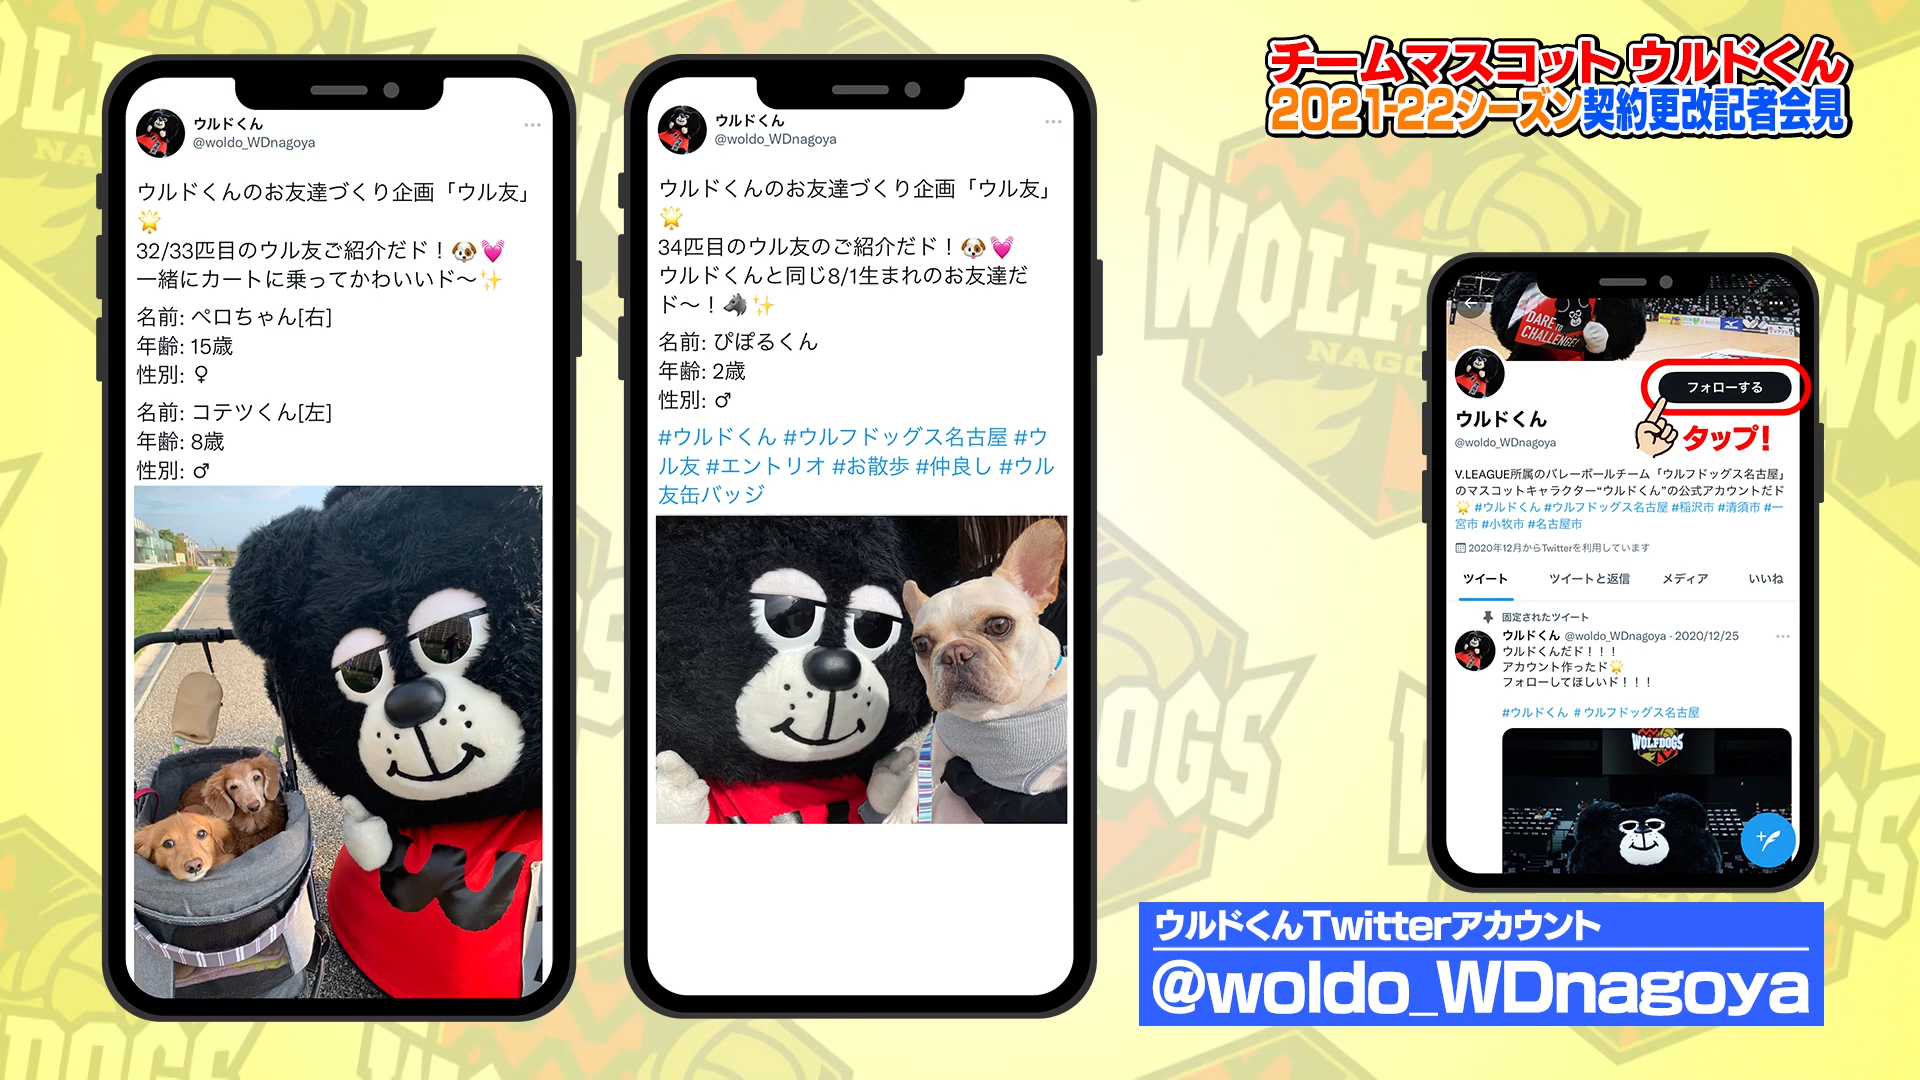 チームマスコット ウルドくん
2021-22シーズン契約更改記者会見
ウルドくん
@woldo_WDnagoya
ウルドくんのお友達づくり企画「ウル友」
🌟
32/33匹目のウル友ご紹介だド！🐶💓
一緒にカートに乗ってかわいいド〜✨
名前: ペロちゃん[右]
年齢: 15歳
性別: ♀
名前: コテツくん[左]
年齢: 8歳
性別: ♂
ウルドくん
@woldo_WDnagoya
ウルドくんのお友達づくり企画「ウル友」
🌟
34匹目のウル友のご紹介だド！🐶💓
ウルドくんと同じ8/1生まれのお友達だ
ド〜！🐺✨
名前: ぴぽるくん
年齢: 2歳
性別: ♂
#ウルドくん #ウルフドッグス名古屋 #ウ
ル友 #エントリオ #お散歩 #仲良し #ウル
友缶バッジ
DARE TO
CHALLENGE!
フォローする
タップ!
ウルドくん
@woldo_WDnagoya
V.LEAGUE所属のバレーボールチーム「ウルフドッグス名古屋」
のマスコットキャラクター“ウルドくん”の公式アカウントだド
🌟 #ウルドくん #ウルフドッグス名古屋 #稲沢市 #清須市 #一
宮市 #小牧市 #名古屋市
2020年12月からTwitterを利用しています
ツイート ツイートと返信 メディア いいね
固定されたツイート
ウルドくん @woldo_WDnagoya · 2020/12/25
ウルドくんだド！！！
アカウント作ったド🌟
フォローしてほしいド！！！
#ウルドくん #ウルフドッグス名古屋
WOLFDOGS
ウルドくんTwitterアカウント
@woldo_WDnagoya